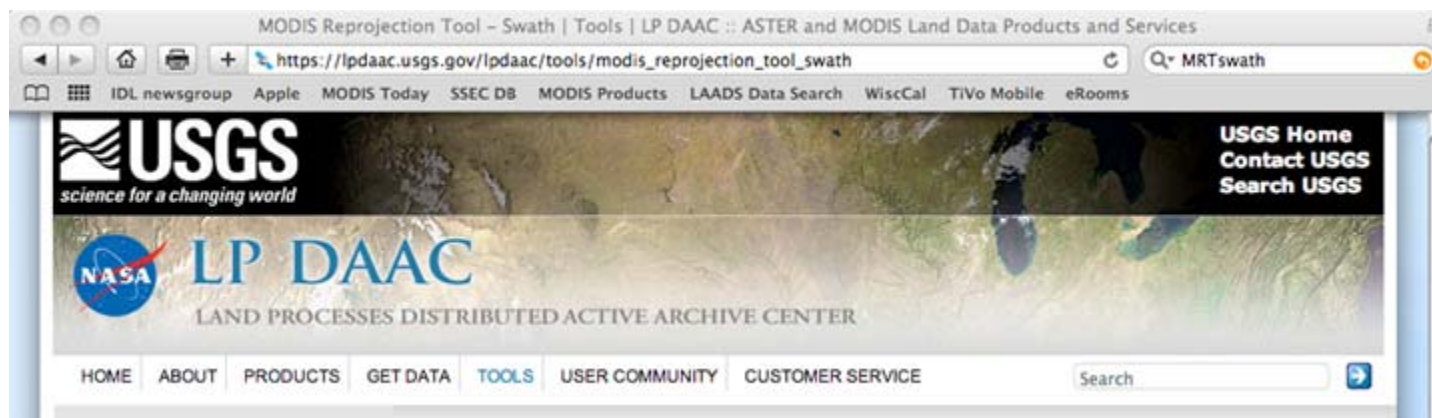 MODIS Reprojection Tool – Swath | Tools | LP DAAC :: ASTER and MODIS Land Data Products and Services
https://lpdaac.usgs.gov/lpdaac/tools/modis_reprojection_tool_swath MRTswath
IDL newsgroup Apple MODIS Today SSEC DB MODIS Products LAADS Data Search WiscCal TiVo Mobile eRooms
USGS
science for a changing world
USGS Home
Contact USGS
Search USGS
NASA
LP DAAC
LAND PROCESSES DISTRIBUTED ACTIVE ARCHIVE CENTER
HOME ABOUT PRODUCTS GET DATA TOOLS USER COMMUNITY CUSTOMER SERVICE Search